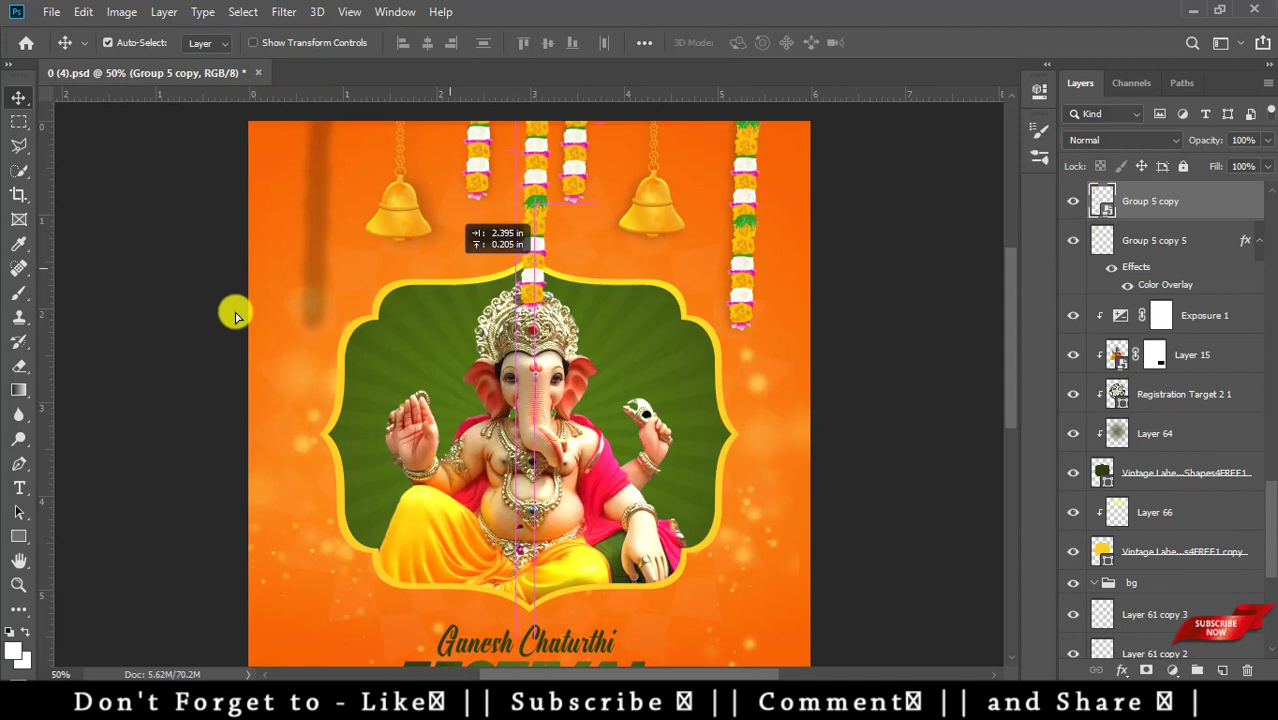 File Edit Image Layer Type Select Filter 3D View Window Help
Auto-Select: Layer Show Transform Controls 3D Mode:
0 (4).psd @ 50% (Group 5 copy, RGB/8) *
Layers Channels Paths
Kind
Normal Opacity: 100%
Lock: Fill: 100%
Group 5 copy
Group 5 copy 5 fx
Effects
Color Overlay
Exposure 1
Layer 15
Registration Target 2 1
Layer 64
Vintage Labe...Shapes4FREE1
Layer 66
Vintage Labe...s4FREE1 copy
bg
Layer 61 copy 3
Layer 61 copy 2
SUBSCRIBE
NOW
2.395 in
0.205 in
Ganesh Chaturthi
FESTIVAL
50% Doc: 5.62M/70.2M
Don't Forget to - Like || Subscribe || Comment || and Share |